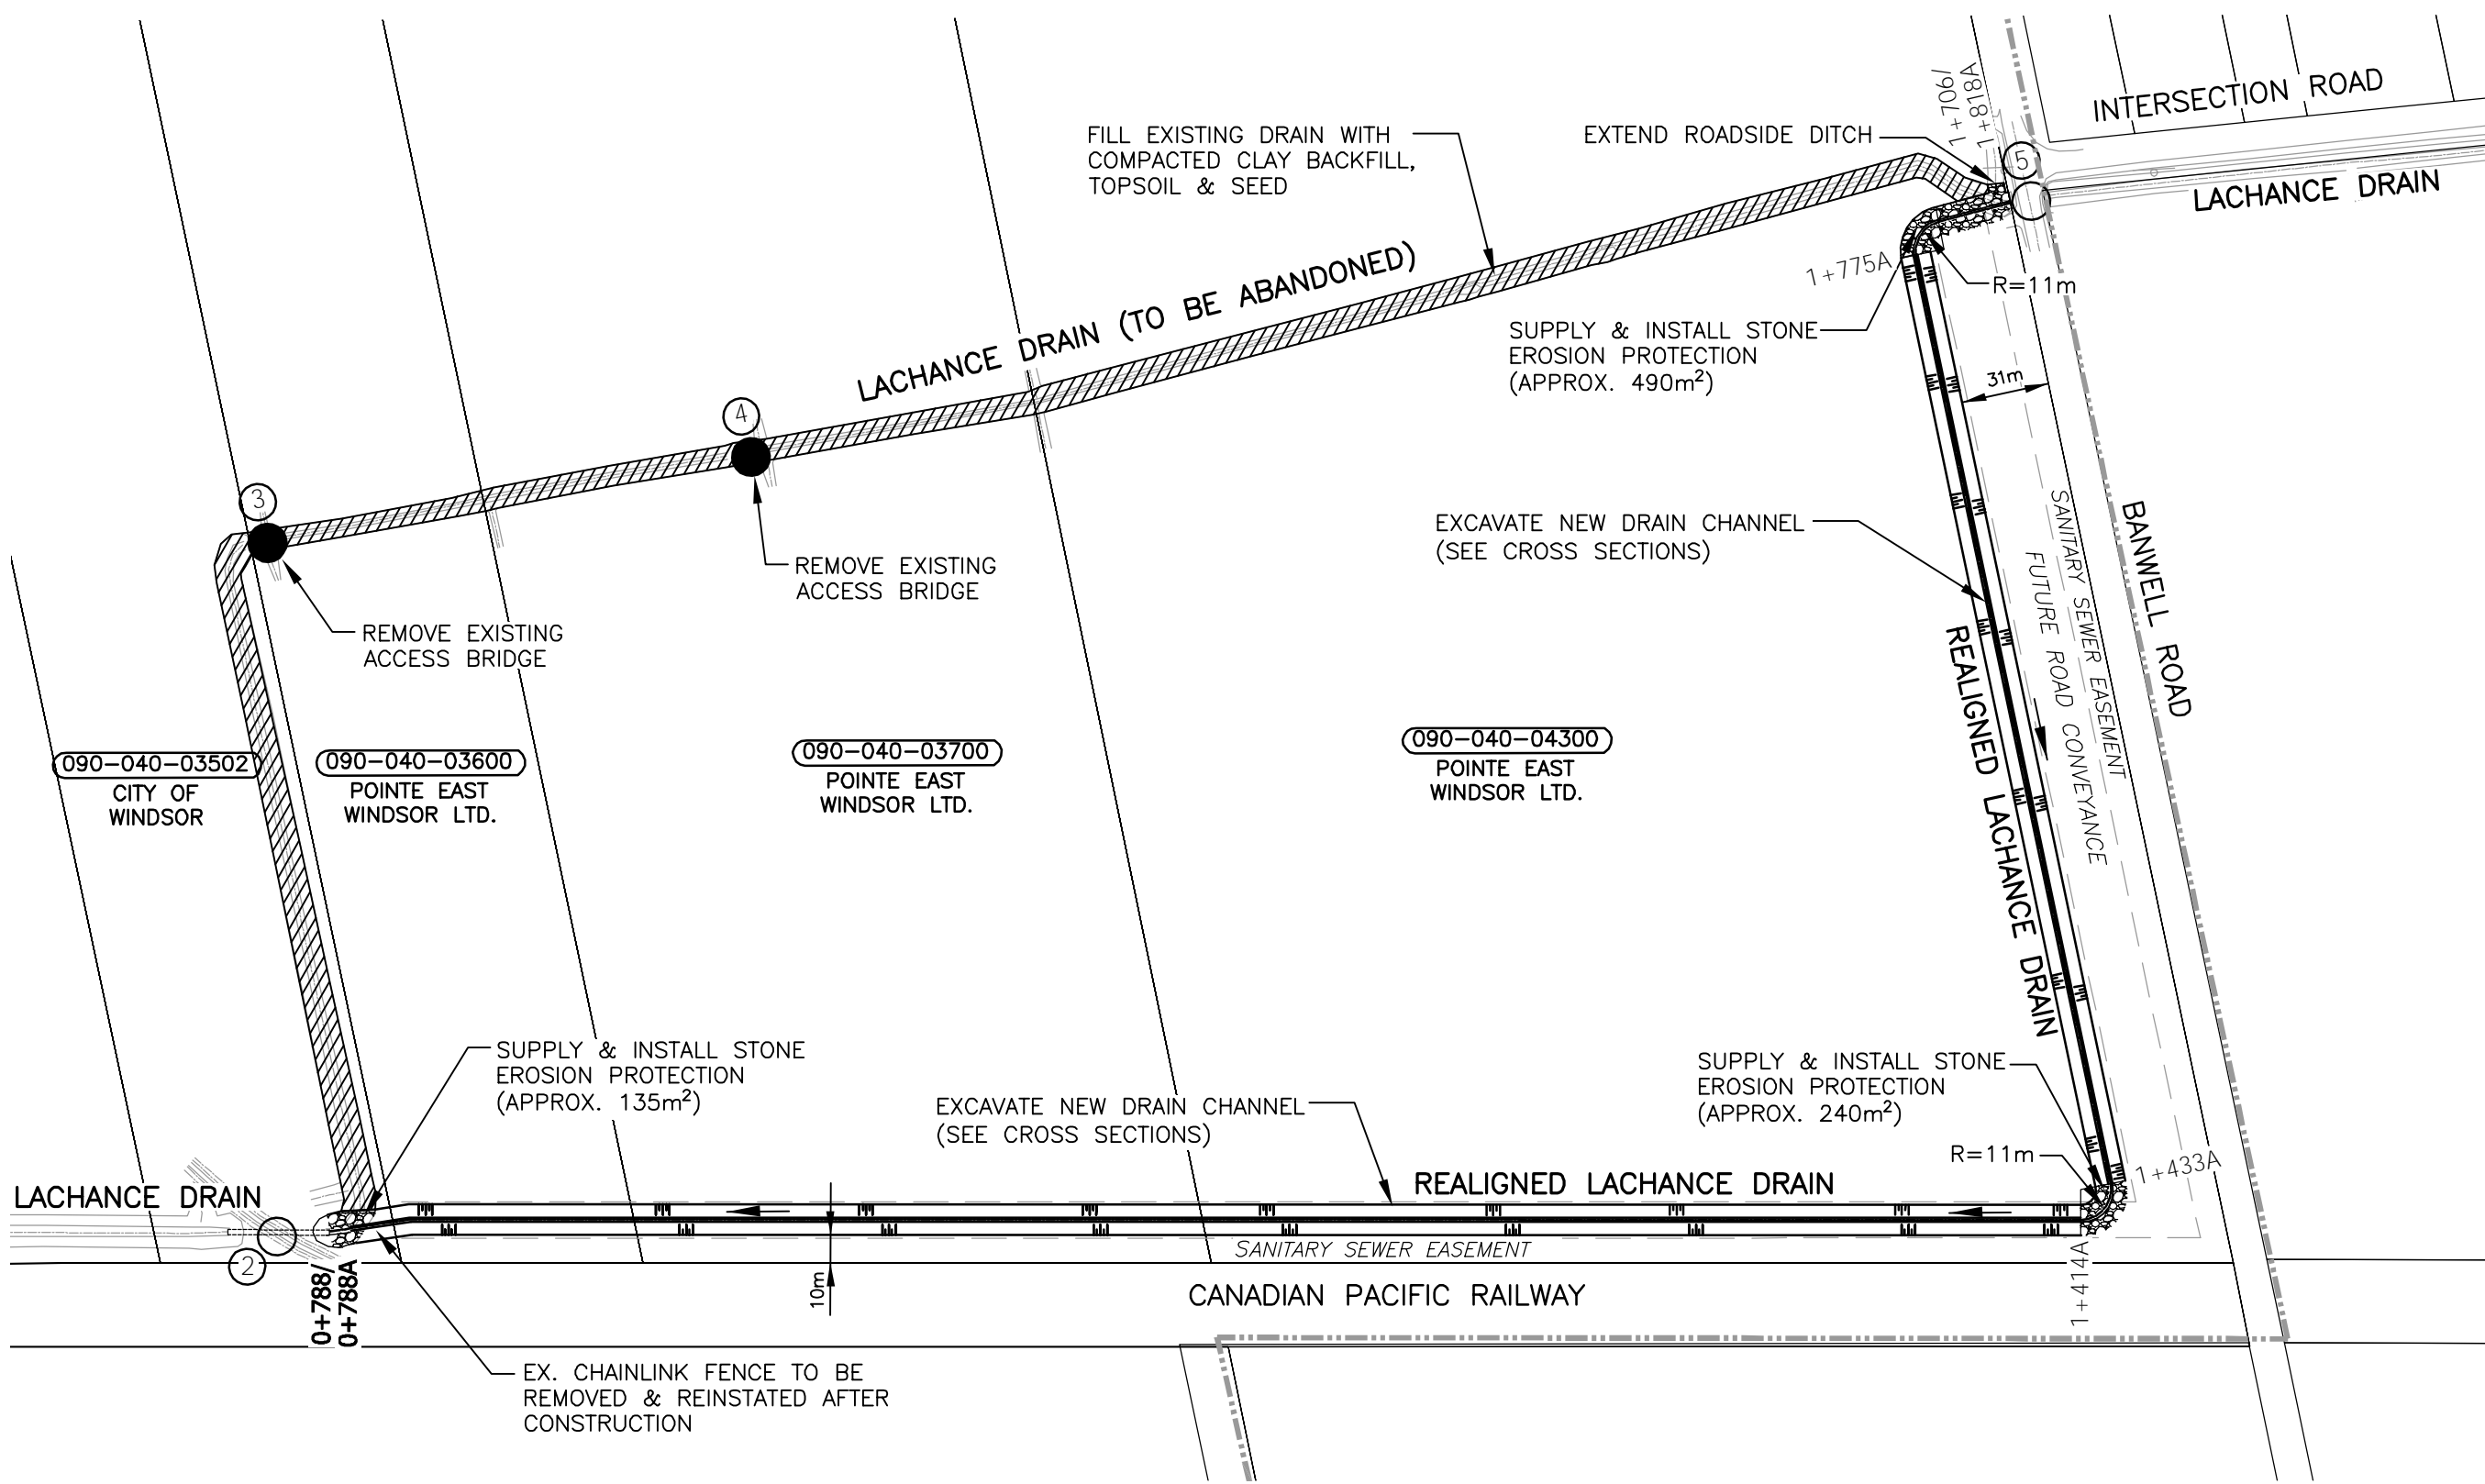 INTERSECTION ROAD
1+706/
1+818A
FILL EXISTING DRAIN WITH
COMPACTED CLAY BACKFILL,
TOPSOIL & SEED
EXTEND ROADSIDE DITCH
5
LACHANCE DRAIN
LACHANCE DRAIN (TO BE ABANDONED)
1+775A
R=11m
SUPPLY & INSTALL STONE
EROSION PROTECTION
(APPROX. 490m²)
31m
4
3
EXCAVATE NEW DRAIN CHANNEL
(SEE CROSS SECTIONS)
SANITARY SEWER EASEMENT
FUTURE ROAD CONVEYANCE
BANWELL ROAD
REMOVE EXISTING
ACCESS BRIDGE
REMOVE EXISTING
ACCESS BRIDGE
REALIGNED LACHANCE DRAIN
090-040-03502
CITY OF
WINDSOR
090-040-03600
POINTE EAST
WINDSOR LTD.
090-040-03700
POINTE EAST
WINDSOR LTD.
090-040-04300
POINTE EAST
WINDSOR LTD.
SUPPLY & INSTALL STONE
EROSION PROTECTION
(APPROX. 135m²)
EXCAVATE NEW DRAIN CHANNEL
(SEE CROSS SECTIONS)
SUPPLY & INSTALL STONE
EROSION PROTECTION
(APPROX. 240m²)
R=11m
1+433A
LACHANCE DRAIN
REALIGNED LACHANCE DRAIN
2
SANITARY SEWER EASEMENT
0+788/
0+788A
10m
CANADIAN PACIFIC RAILWAY
1+414A
EX. CHAINLINK FENCE TO BE
REMOVED & REINSTATED AFTER
CONSTRUCTION